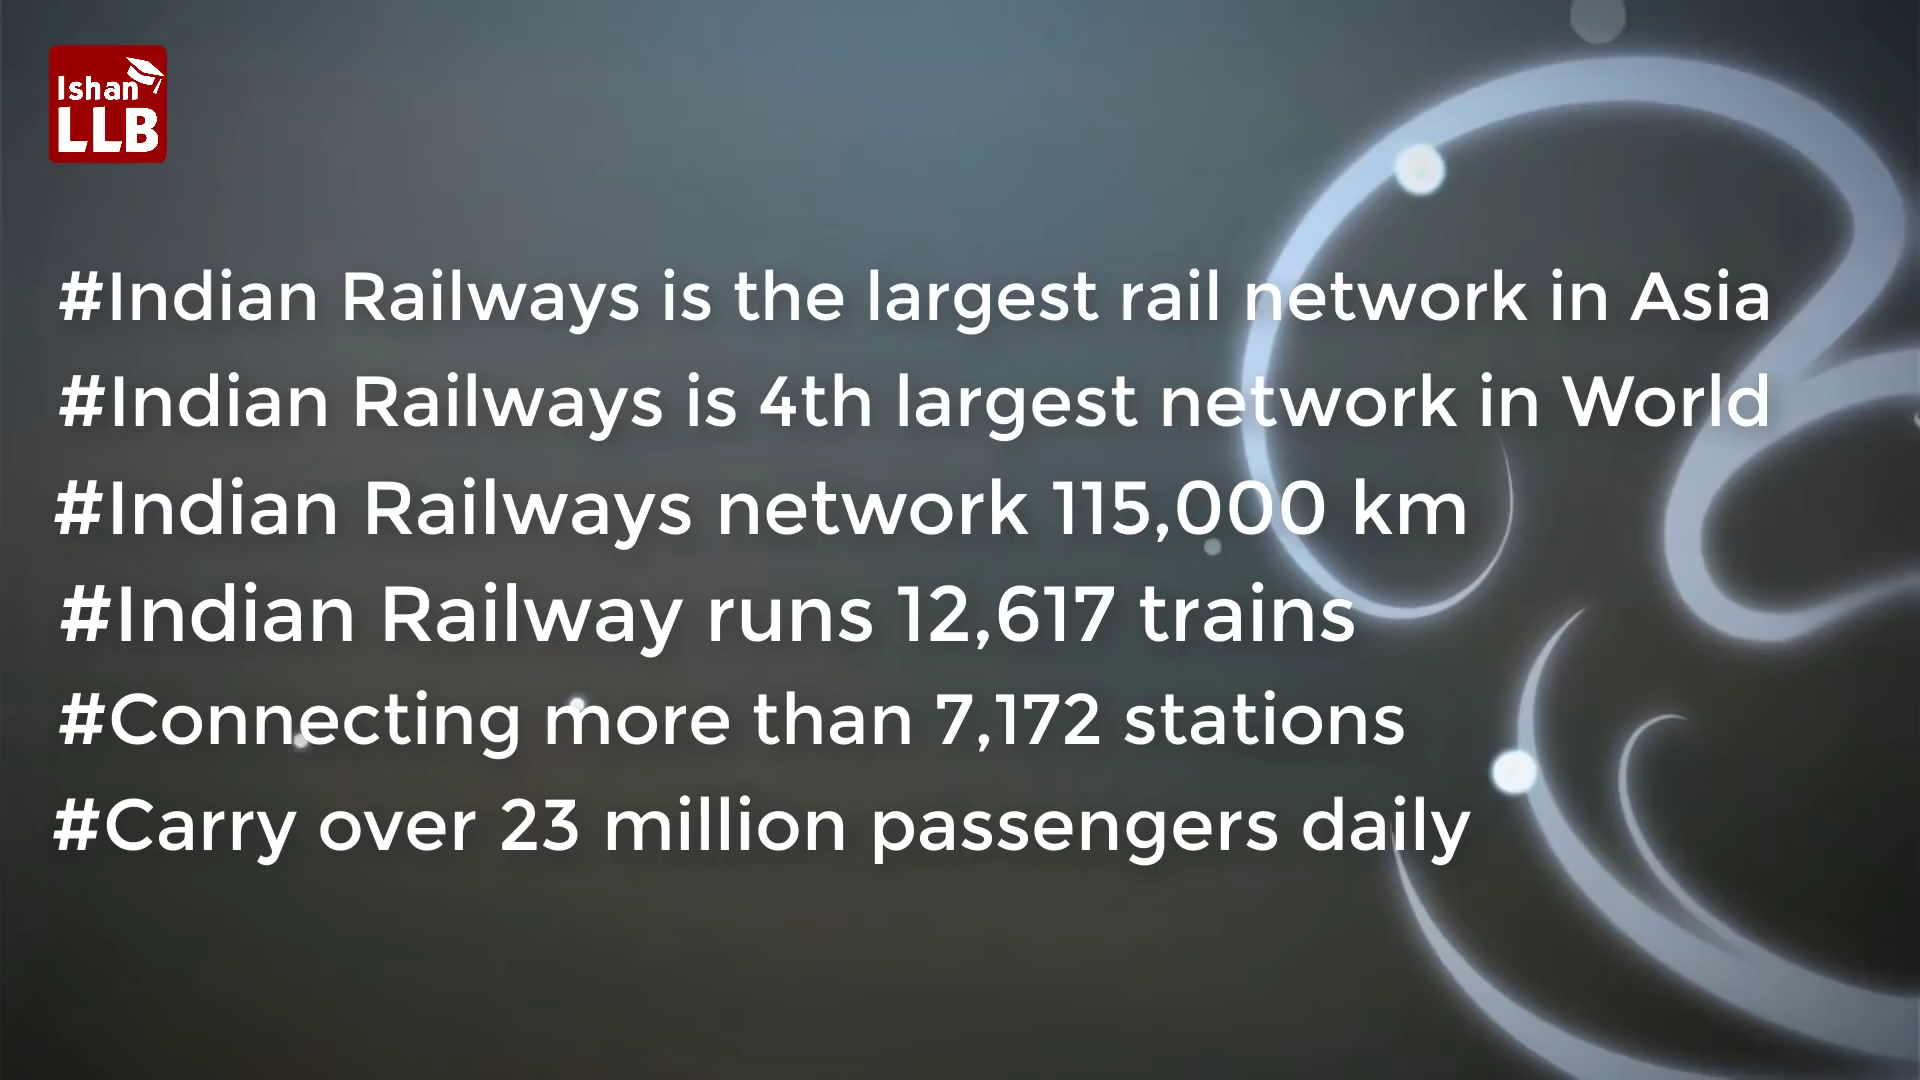 Ishan
LLB
#Indian Railways is the largest rail network in Asia
#Indian Railways is 4th largest network in World
#Indian Railways network 115,000 km
#Indian Railway runs 12,617 trains
#Connecting more than 7,172 stations
#Carry over 23 million passengers daily